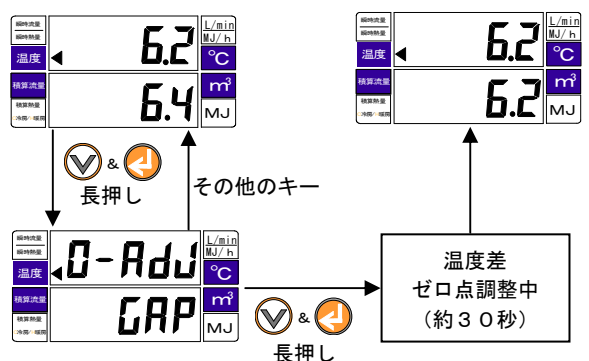 瞬時流量
瞬時熱量
温度
積算流量
積算熱量
冷房/暖房
6.2
6.4
L/min
MJ/h
℃
m³
MJ
瞬時流量
瞬時熱量
温度
積算流量
積算熱量
冷房/暖房
6.2
6.2
L/min
MJ/h
℃
m³
MJ
&
長押し
その他のキー
瞬時流量
瞬時熱量
温度
積算流量
積算熱量
冷房/暖房
0-AdJ
GAP
L/min
MJ/h
℃
m³
MJ
&
長押し
温度差
ゼロ点調整中
(約３０秒)